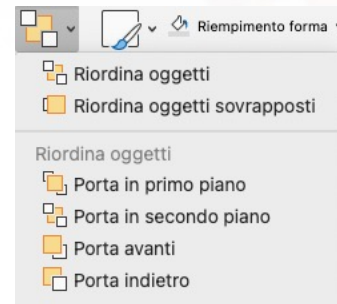 Riempimento forma
Riordina oggetti
Riordina oggetti sovrapposti
Riordina oggetti
Porta in primo piano
Porta in secondo piano
Porta avanti
Porta indietro